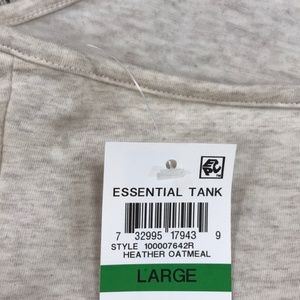 ESSENTIAL TANK
7 32995 17943 9
STYLE 100007642R
HEATHER OATMEAL
LARGE